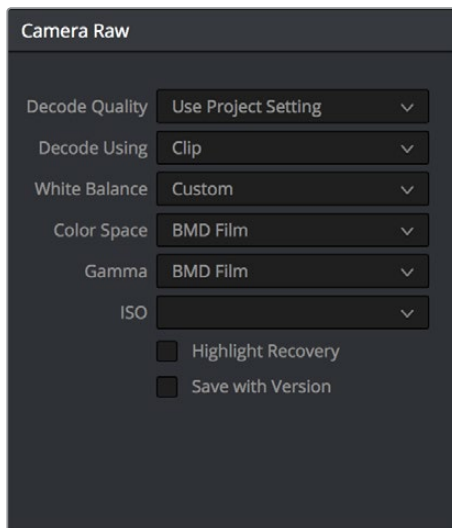 Camera Raw
Decode Quality Use Project Setting
Decode Using Clip
White Balance Custom
Color Space BMD Film
Gamma BMD Film
ISO
Highlight Recovery
Save with Version